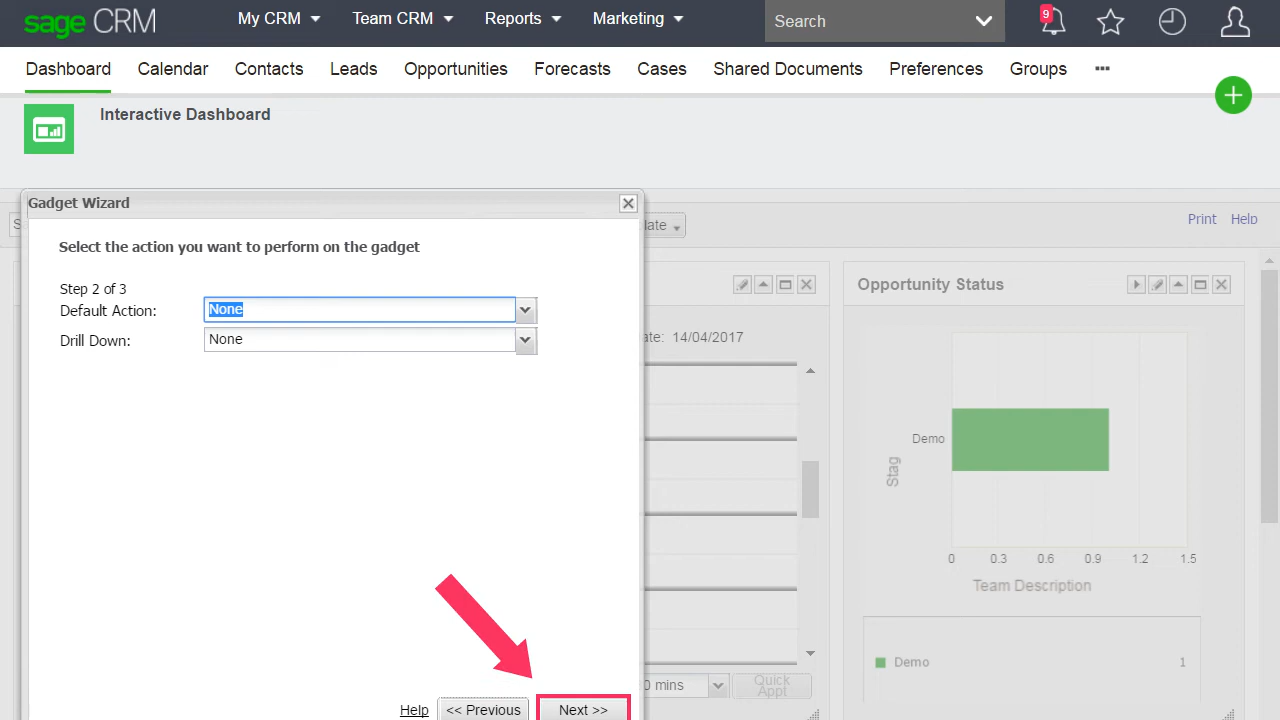 sage CRM
My CRM
Team CRM
Reports
Marketing
Search
9
Dashboard
Calendar
Contacts
Leads
Opportunities
Forecasts
Cases
Shared Documents
Preferences
Groups
Interactive Dashboard
Gadget Wizard
Print
Help
Select the action you want to perform on the gadget
Step 2 of 3
Default Action:
None
Drill Down:
None
14/04/2017
Opportunity Status
Demo
Stag
0 0.3 0.6 0.9 1.2 1.5
Team Description
Demo 1
0 mins
Quick
Appt
Help
<< Previous
Next >>